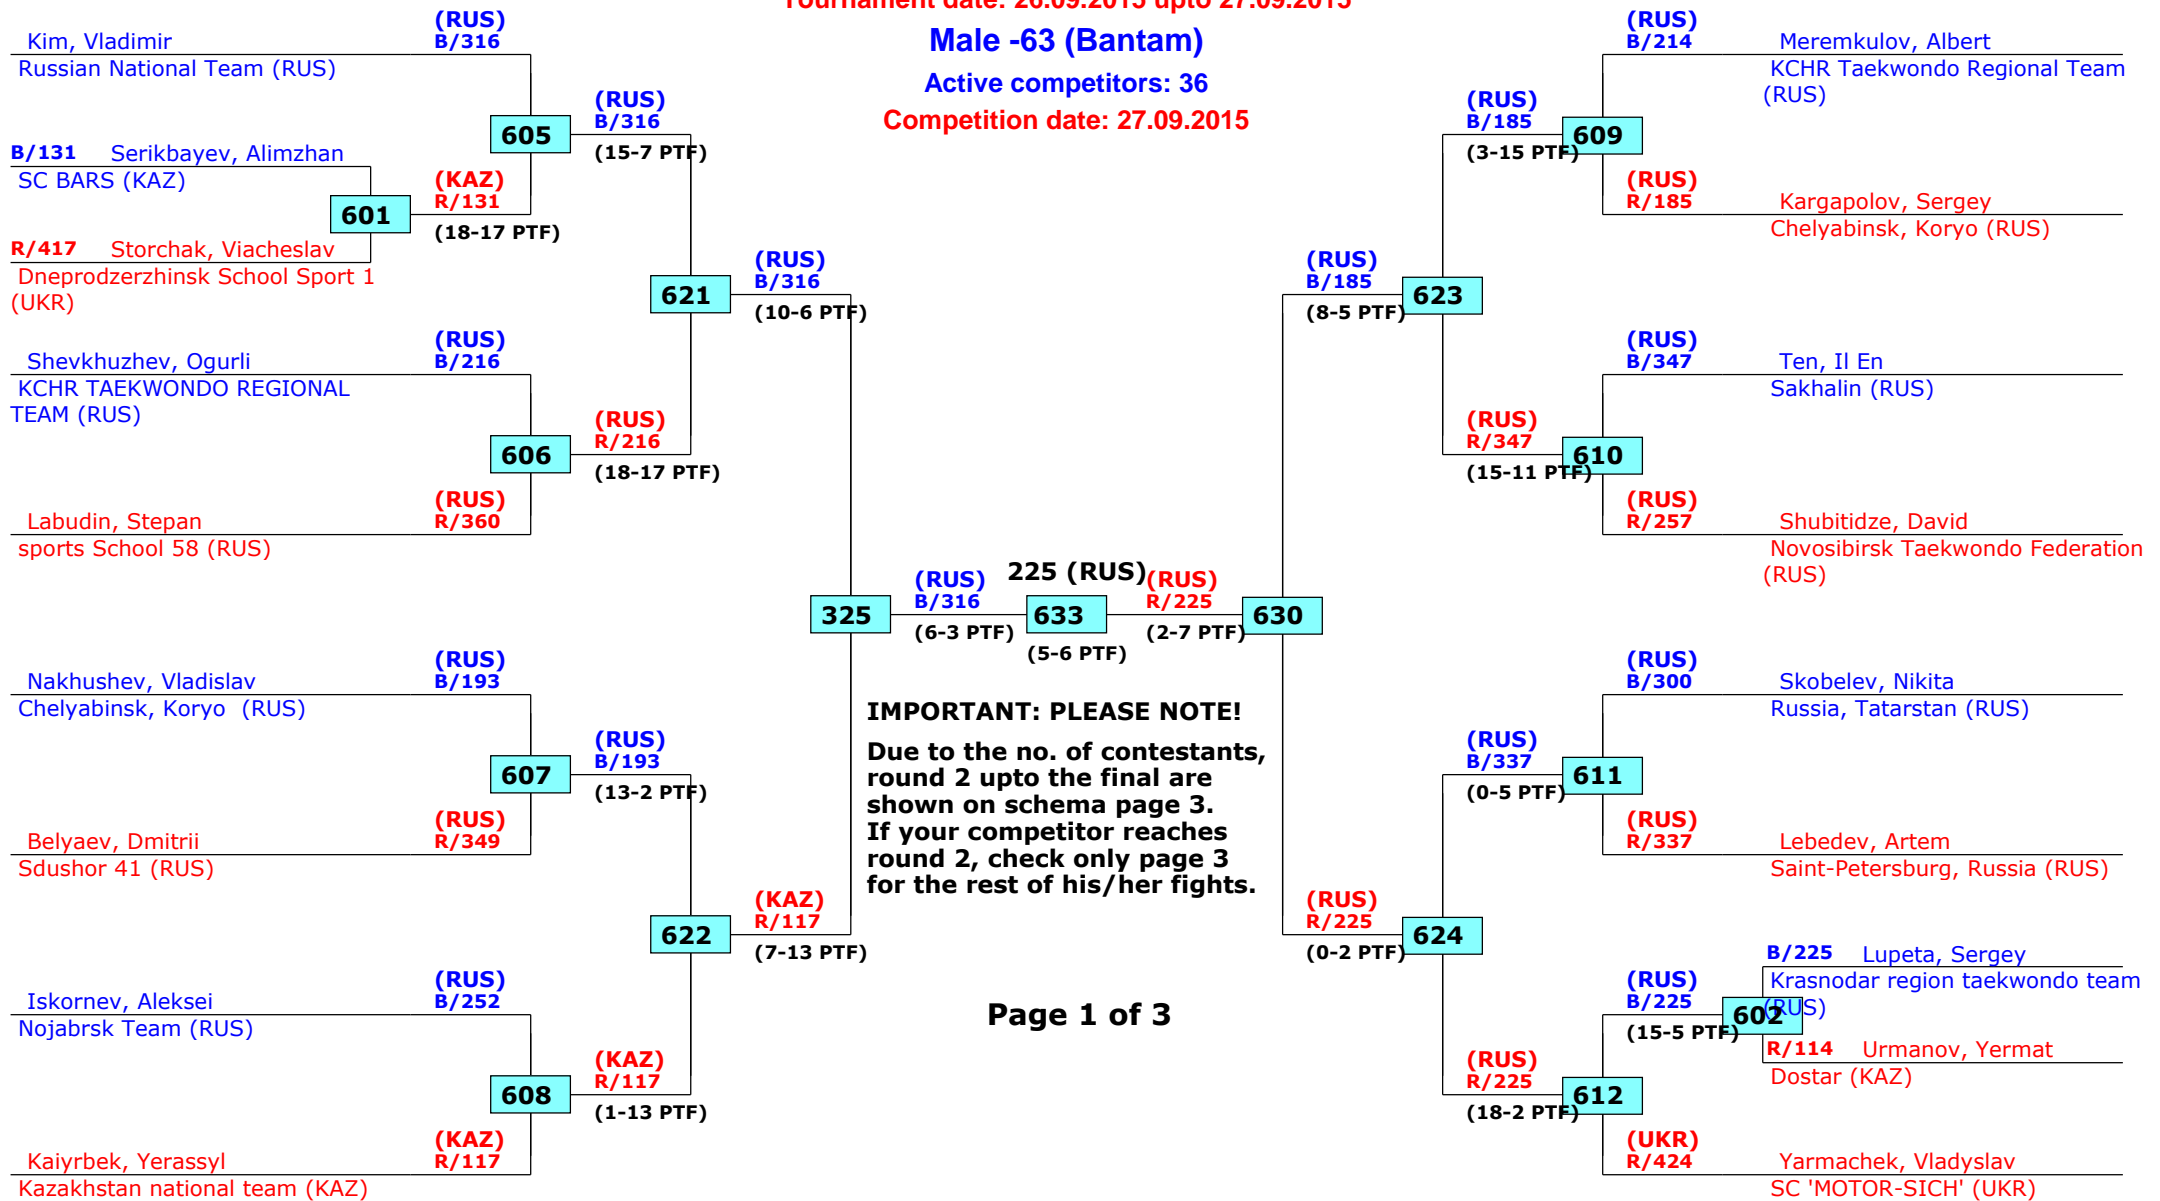 Tournament date: 26.09.2015 upto 27.09.2015
Male -63 (Bantam)
Active competitors: 36
Competition date: 27.09.2015
Kim, Vladimir
Russian National Team (RUS)
(RUS)
B/316
B/131 Serikbayev, Alimzhan
SC BARS (KAZ)
601
R/417 Storchak, Viacheslav
Dneprodzerzhinsk School Sport 1
(UKR)
(KAZ)
R/131
(18-17 PTF)
605
(RUS)
B/316
(15-7 PTF)
Shevkhuzhev, Ogurli
KCHR TAEKWONDO REGIONAL
TEAM (RUS)
(RUS)
B/216
606
Labudin, Stepan
sports School 58 (RUS)
(RUS)
R/360
(RUS)
R/216
(18-17 PTF)
621
(RUS)
B/316
(10-6 PTF)
Nakhushev, Vladislav
Chelyabinsk, Koryo (RUS)
(RUS)
B/193
607
Belyaev, Dmitrii
Sdushor 41 (RUS)
(RUS)
R/349
(RUS)
B/193
(13-2 PTF)
Iskornev, Aleksei
Nojabrsk Team (RUS)
(RUS)
B/252
608
Kaiyrbek, Yerassyl
Kazakhstan national team (KAZ)
(KAZ)
R/117
(KAZ)
R/117
(1-13 PTF)
622
(KAZ)
R/117
(7-13 PTF)
325
(RUS)
B/316
(6-3 PTF)
225 (RUS)
633
(5-6 PTF)
(RUS)
R/225
(2-7 PTF)
630
IMPORTANT: PLEASE NOTE!
Due to the no. of contestants,
round 2 upto the final are
shown on schema page 3.
If your competitor reaches
round 2, check only page 3
for the rest of his/her fights.
Page 1 of 3
(RUS)
B/185
(8-5 PTF)
623
(RUS)
B/185
(3-15 PTF)
609
(RUS)
B/214
Meremkulov, Albert
KCHR Taekwondo Regional Team
(RUS)
(RUS)
R/185
Kargapolov, Sergey
Chelyabinsk, Koryo (RUS)
(RUS)
R/347
(15-11 PTF)
610
(RUS)
B/347
Ten, Il En
Sakhalin (RUS)
(RUS)
R/257
Shubitidze, David
Novosibirsk Taekwondo Federation
(RUS)
(RUS)
R/225
(0-2 PTF)
624
(RUS)
B/337
(0-5 PTF)
611
(RUS)
B/300
Skobelev, Nikita
Russia, Tatarstan (RUS)
(RUS)
R/337
Lebedev, Artem
Saint-Petersburg, Russia (RUS)
(RUS)
R/225
(18-2 PTF)
612
(RUS)
B/225
(15-5 PTF)
602
B/225 Lupeta, Sergey
Krasnodar region taekwondo team
(RUS)
R/114 Urmanov, Yermat
Dostar (KAZ)
(UKR)
R/424
Yarmachek, Vladyslav
SC 'MOTOR-SICH' (UKR)